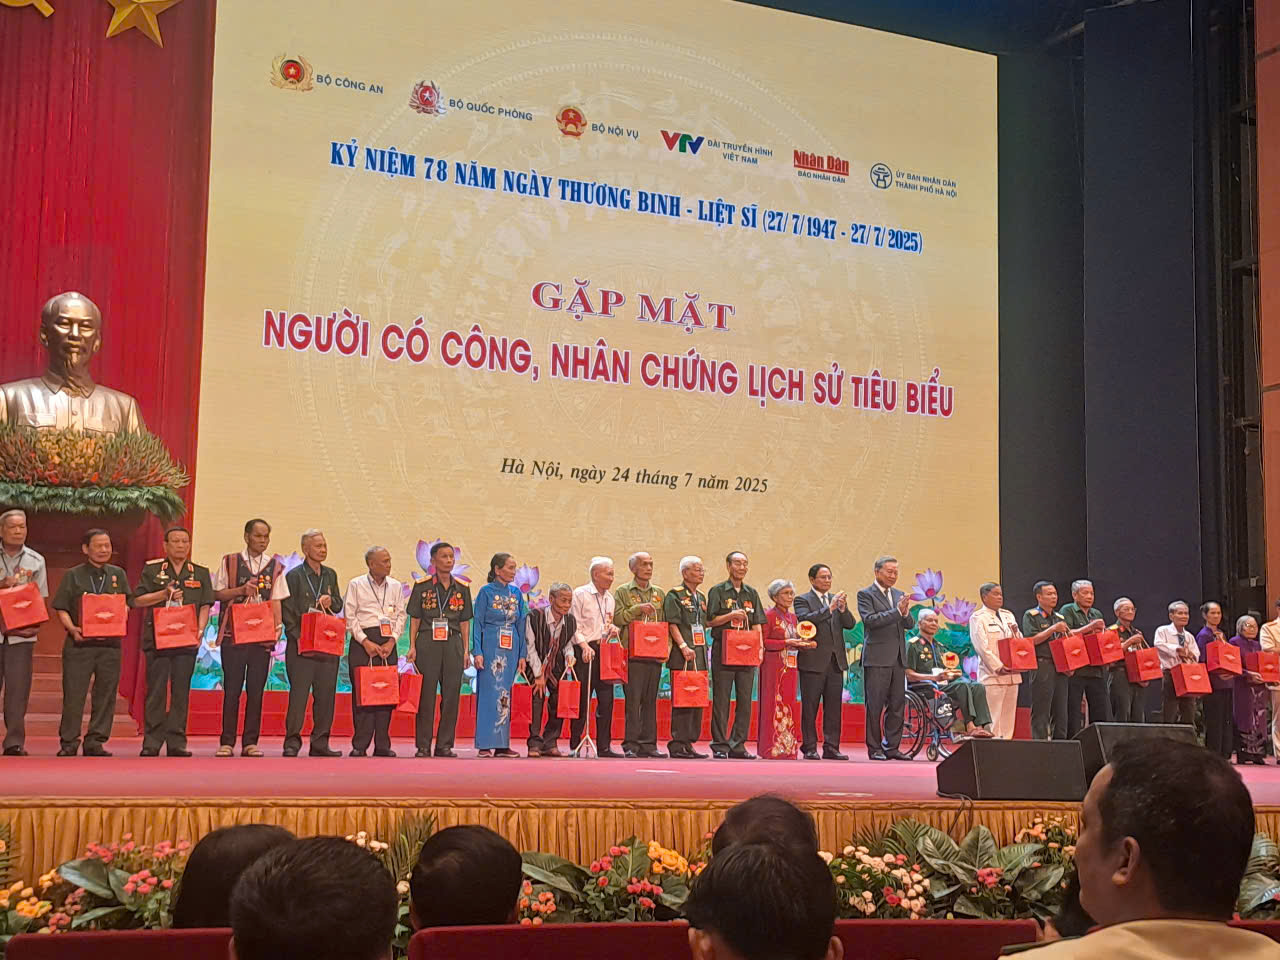 BỘ CÔNG AN
BỘ QUỐC PHÒNG
BỘ NỘI VỤ
VTV
ĐÀI TRUYỀN HÌNH
VIỆT NAM
Nhân Dân
BÁO NHÂN DÂN
ỦY BAN NHÂN DÂN
THÀNH PHỐ HÀ NỘI
KỶ NIỆM 78 NĂM NGÀY THƯƠNG BINH - LIỆT SĨ (27/7/1947 - 27/7/2025)
GẶP MẶT
NGƯỜI CÓ CÔNG, NHÂN CHỨNG LỊCH SỬ TIÊU BIỂU
Hà Nội, ngày 24 tháng 7 năm 2025